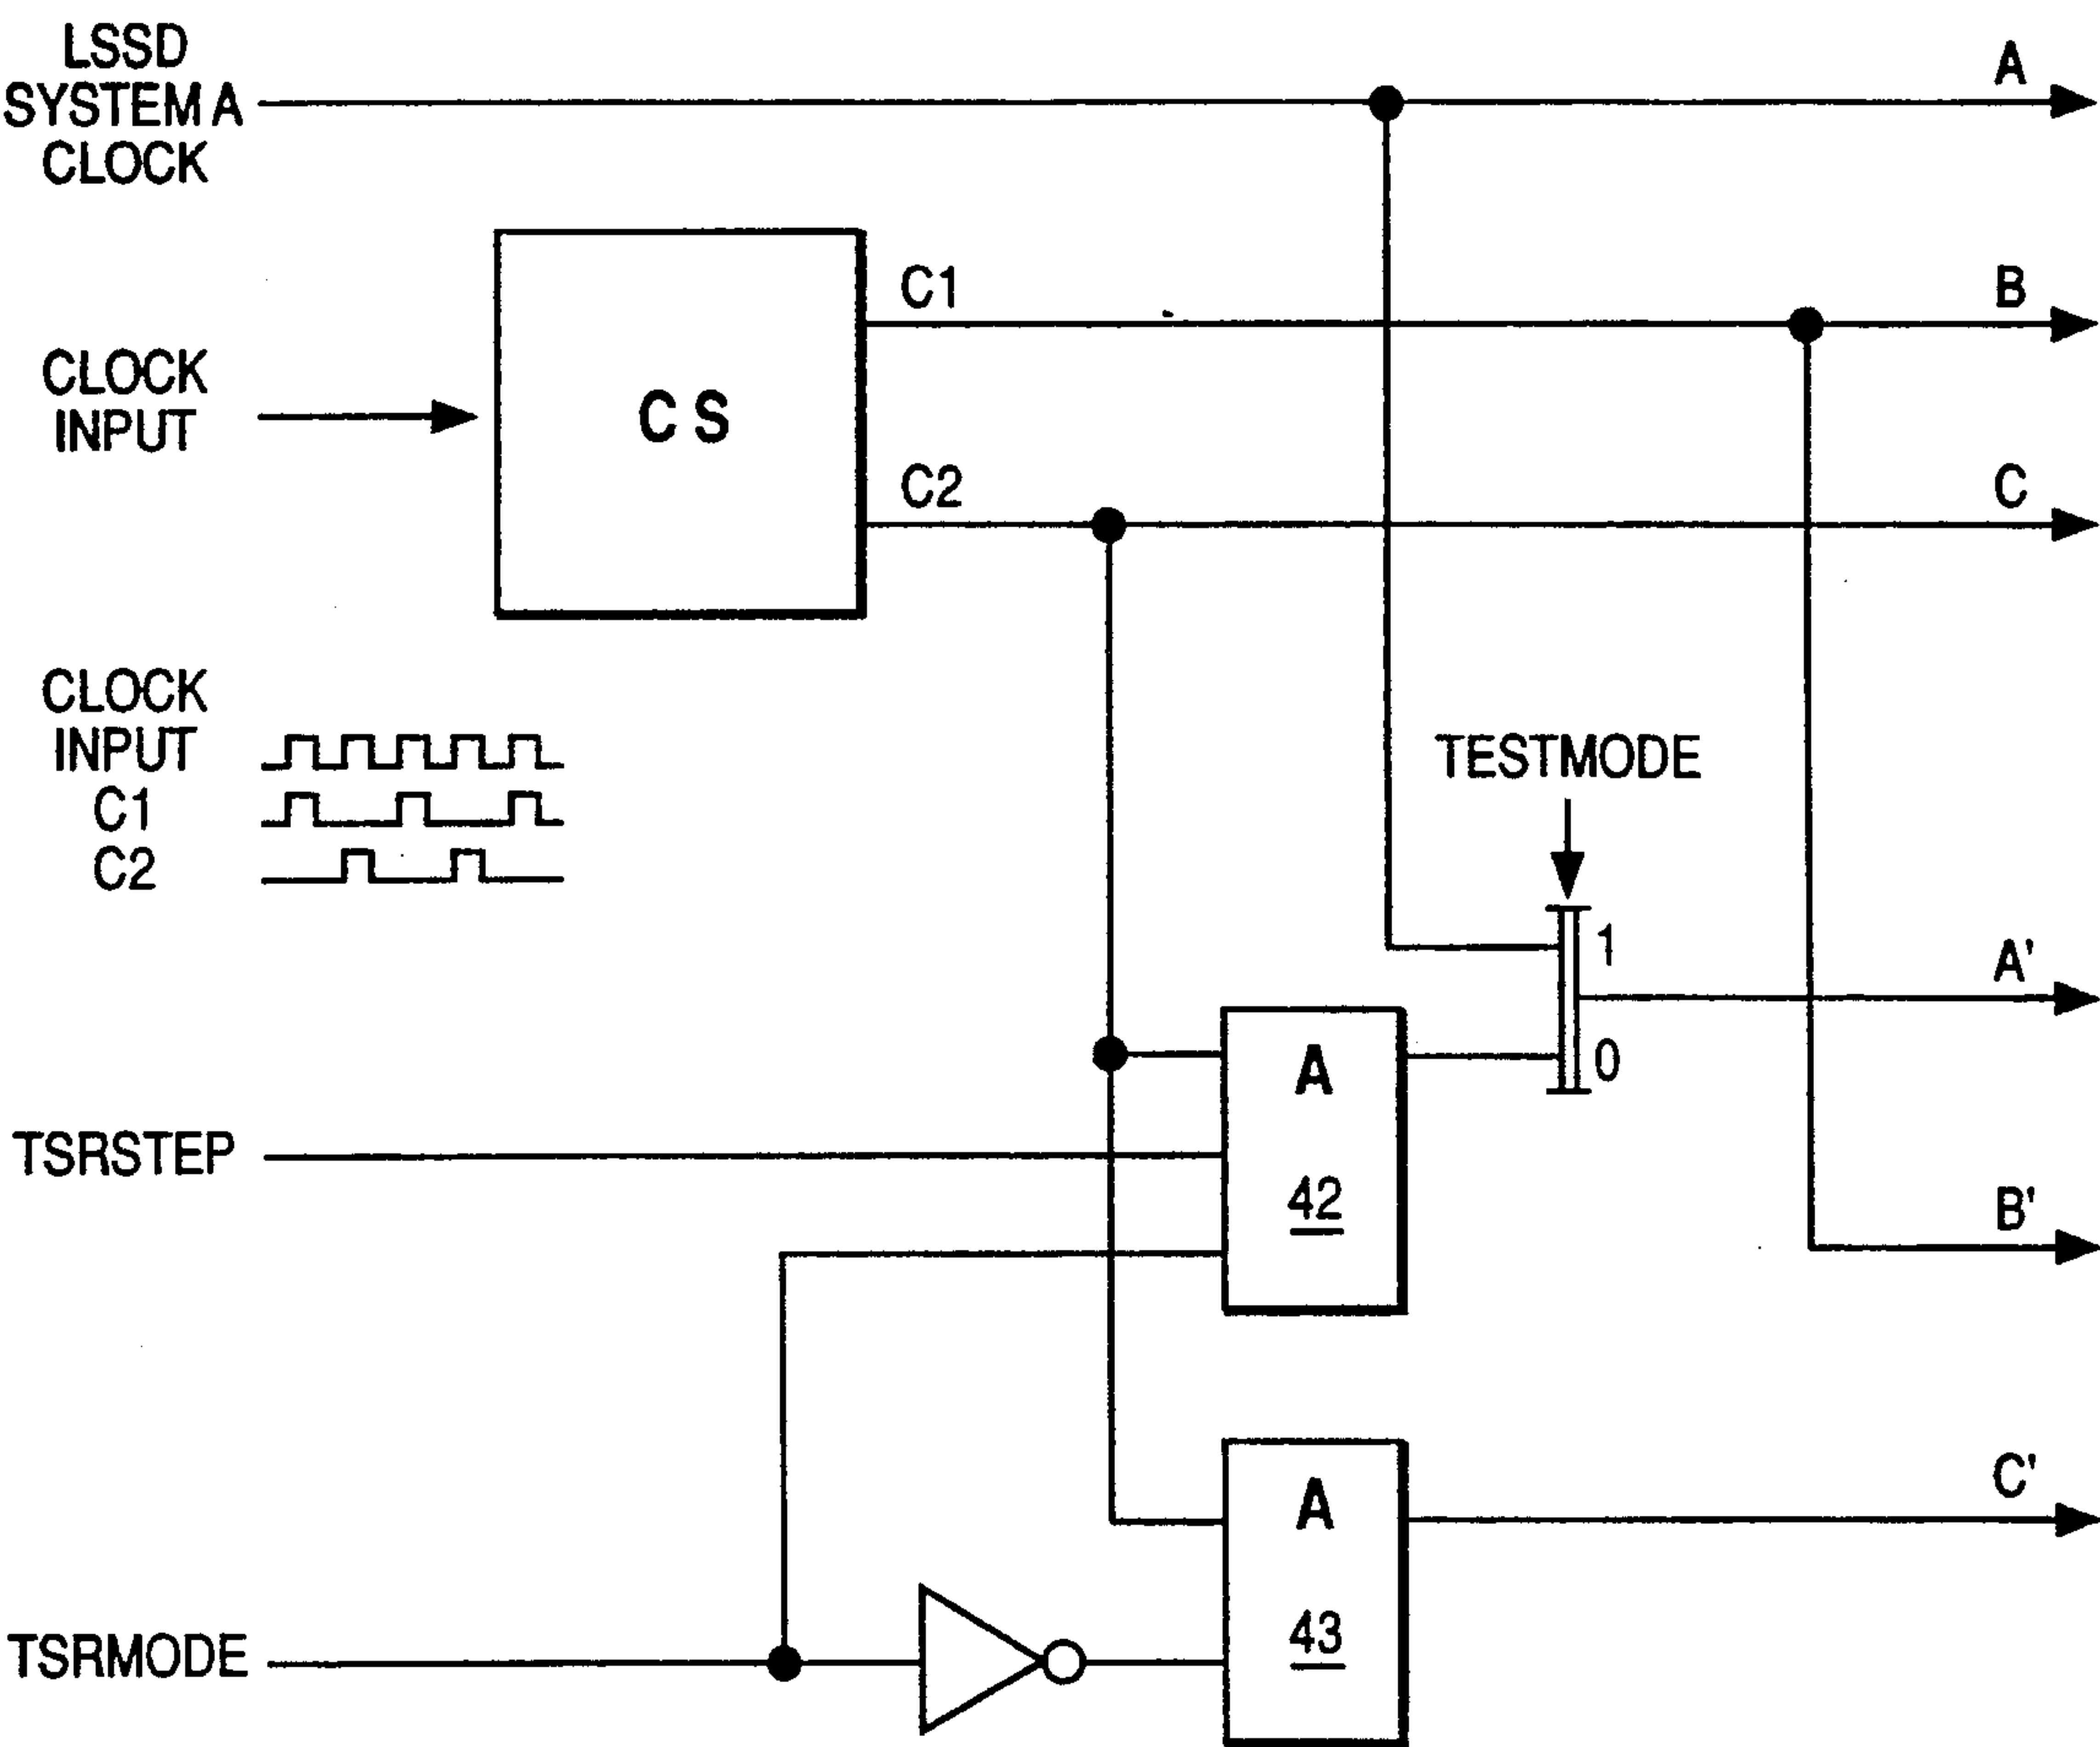 LSSD
SYSTEM A
CLOCK
A
C1
B
CLOCK
INPUT
C S
C2
C
CLOCK
INPUT
C1
C2
TESTMODE
1
A'
0
A
42
TSRSTEP
B'
A
43
C'
TSRMODE